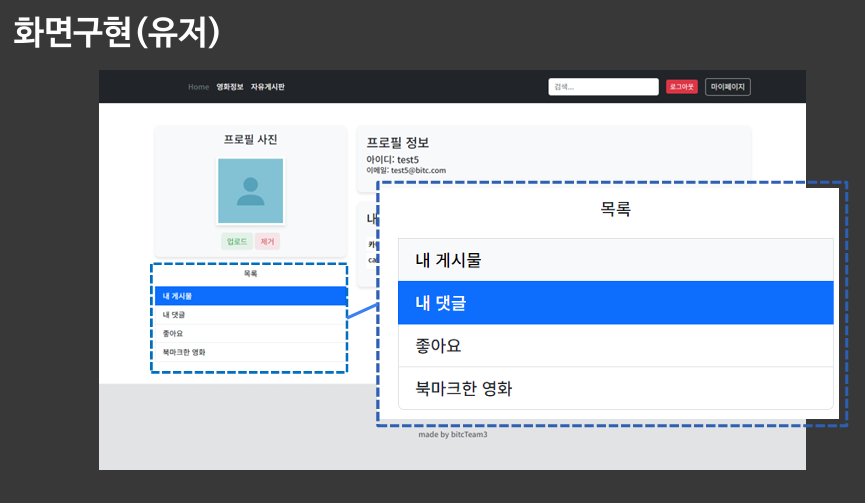 화면구현(유저)
Home 영화정보 자유게시판 검색... 로그아웃 마이페이지
프로필 사진
업로드 제거
프로필 정보
아이디: test5
이메일: test5@bitc.com
내
카
ca
목록
내 게시물
내 댓글
좋아요
북마크한 영화
목록
내 게시물
내 댓글
좋아요
북마크한 영화
made by bitcTeam3